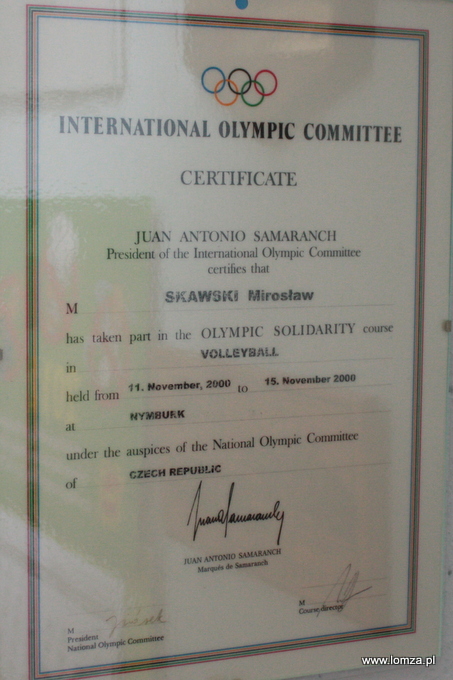 INTERNATIONAL OLYMPIC COMMITTEE
CERTIFICATE
JUAN ANTONIO SAMARANCH
President of the International Olympic Committee
certifies that
M SKAWSKI Mirosław
has taken part in the OLYMPIC SOLIDARITY course
in VOLLEYBALL
held from 11. November, 2000 to 15. November 2000
at NYMBURK
under the auspices of the National Olympic Committee
of CZECH REPUBLIC
JUAN ANTONIO SAMARANCH
Marqués de Samaranch
M
President
National Olympic Committee
M
Course director
www.lomza.pl